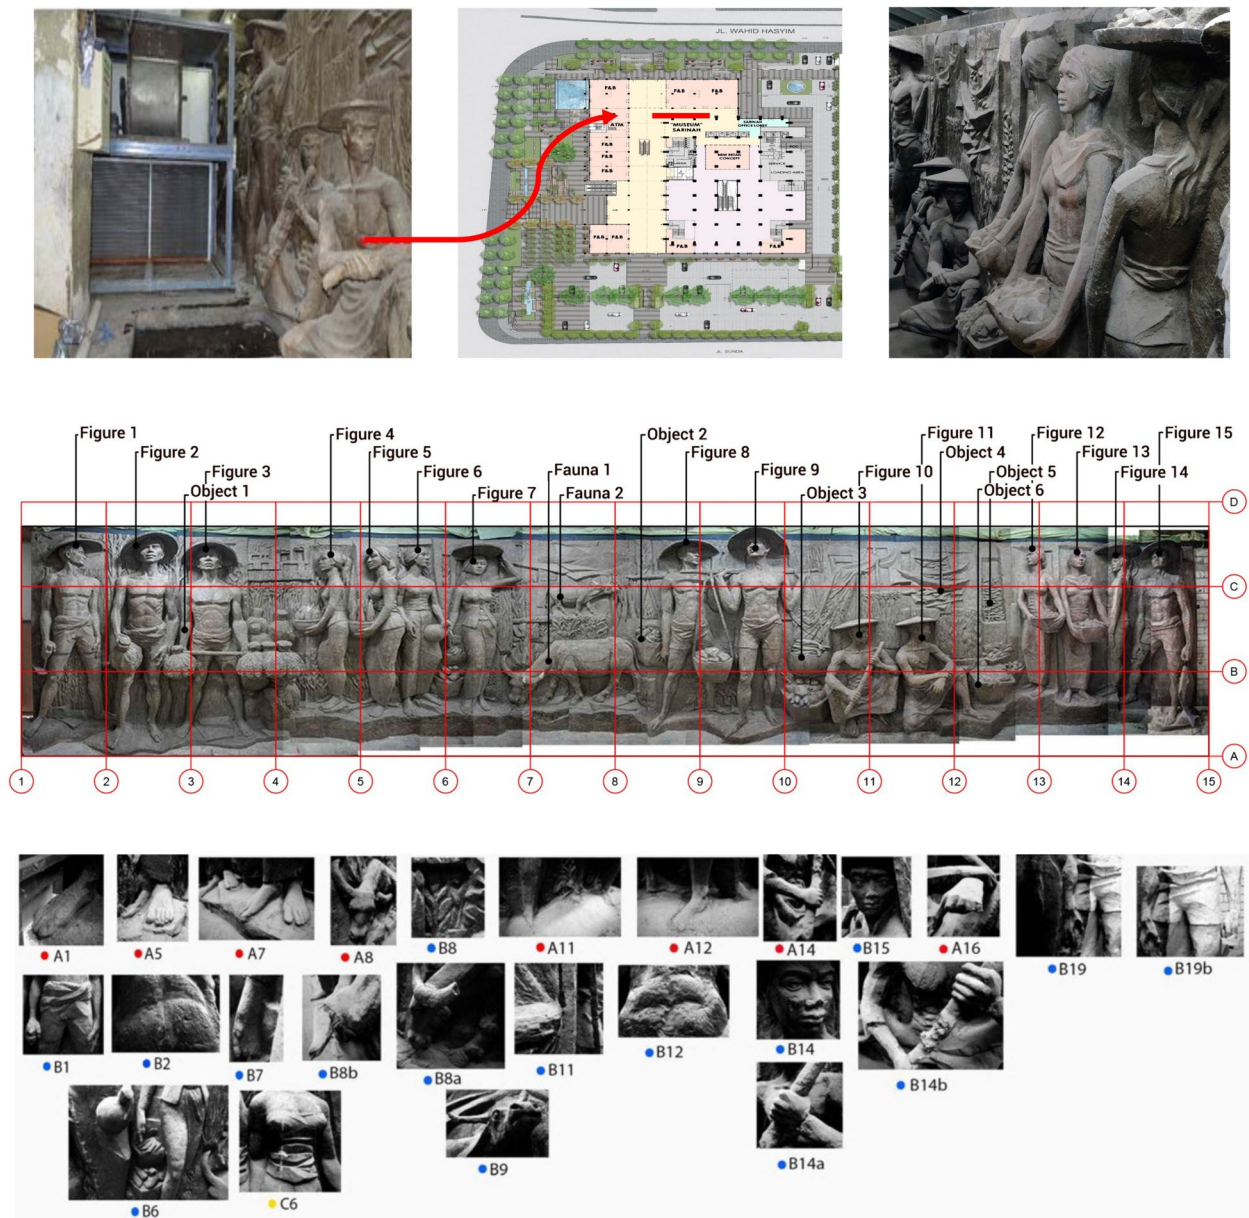 JL. WAHID HASYIM
F&B
F&B
F&B
ATM
"MUSEUM"
SARINAH
SARINAH
OFFICE LOBBY
F&B
F&B
F&B
NEW RETAIL
CONCEPT
SERVICE
LOADING AREA
F&B
F&B
F&B
F&B
JL. SUNDA
Figure 1
Figure 2
Figure 3
Object 1
Figure 4
Figure 5
Figure 6
Figure 7
Fauna 1
Fauna 2
Object 2
Figure 8
Figure 9
Object 3
Figure 10
Figure 11
Object 4
Object 5
Object 6
Figure 12
Figure 13
Figure 14
Figure 15
D
C
B
A
1 2 3 4 5 6 7 8 9 10 11 12 13 14 15
A1 A5 A7 A8 B8 A11 A12 A14 B15 A16 B19 B19b
B1 B2 B7 B8b B8a B11 B12 B14 B14b
B6 C6 B9 B14a